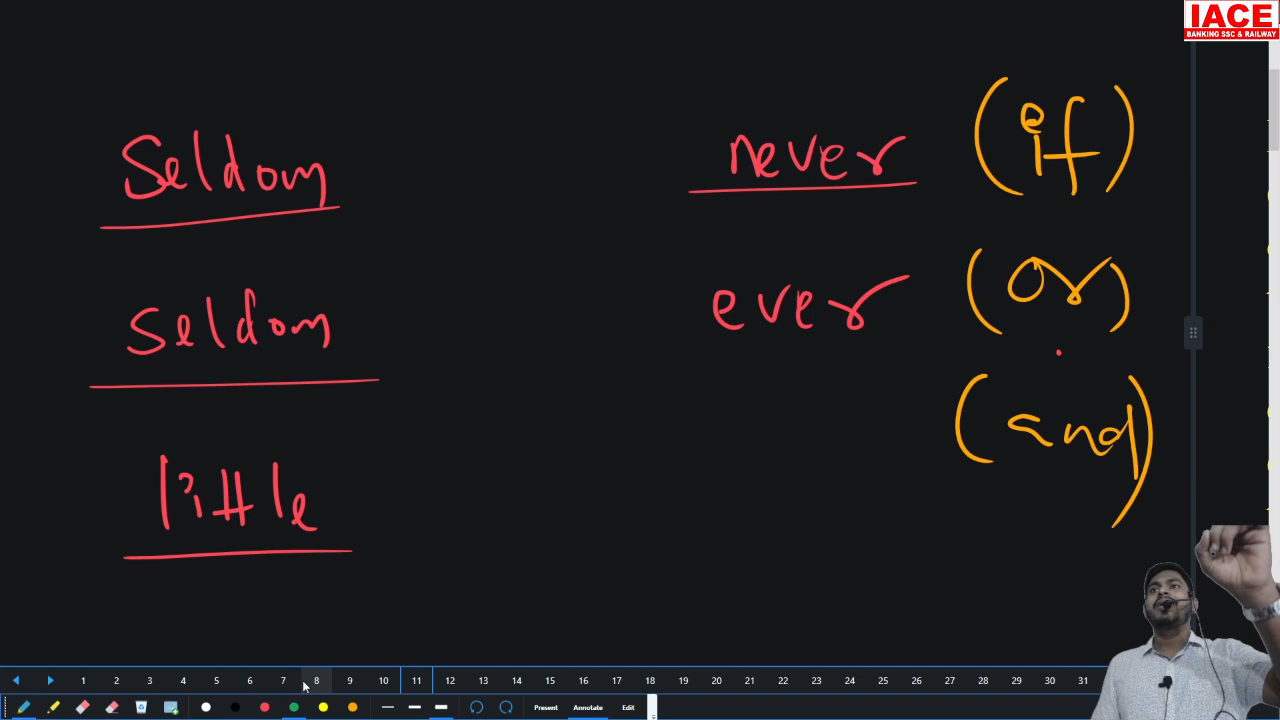 IACE
BANKING SSC & RAILWAY
Seldom never (if)
seldom ever (or)
(and)
little
1 2 3 4 5 6 7 8 9 10 11 12 13 14 15 16 17 18 19 20 21 22 23 24 25 26 27 28 29 30 31
Present Annotate Edit